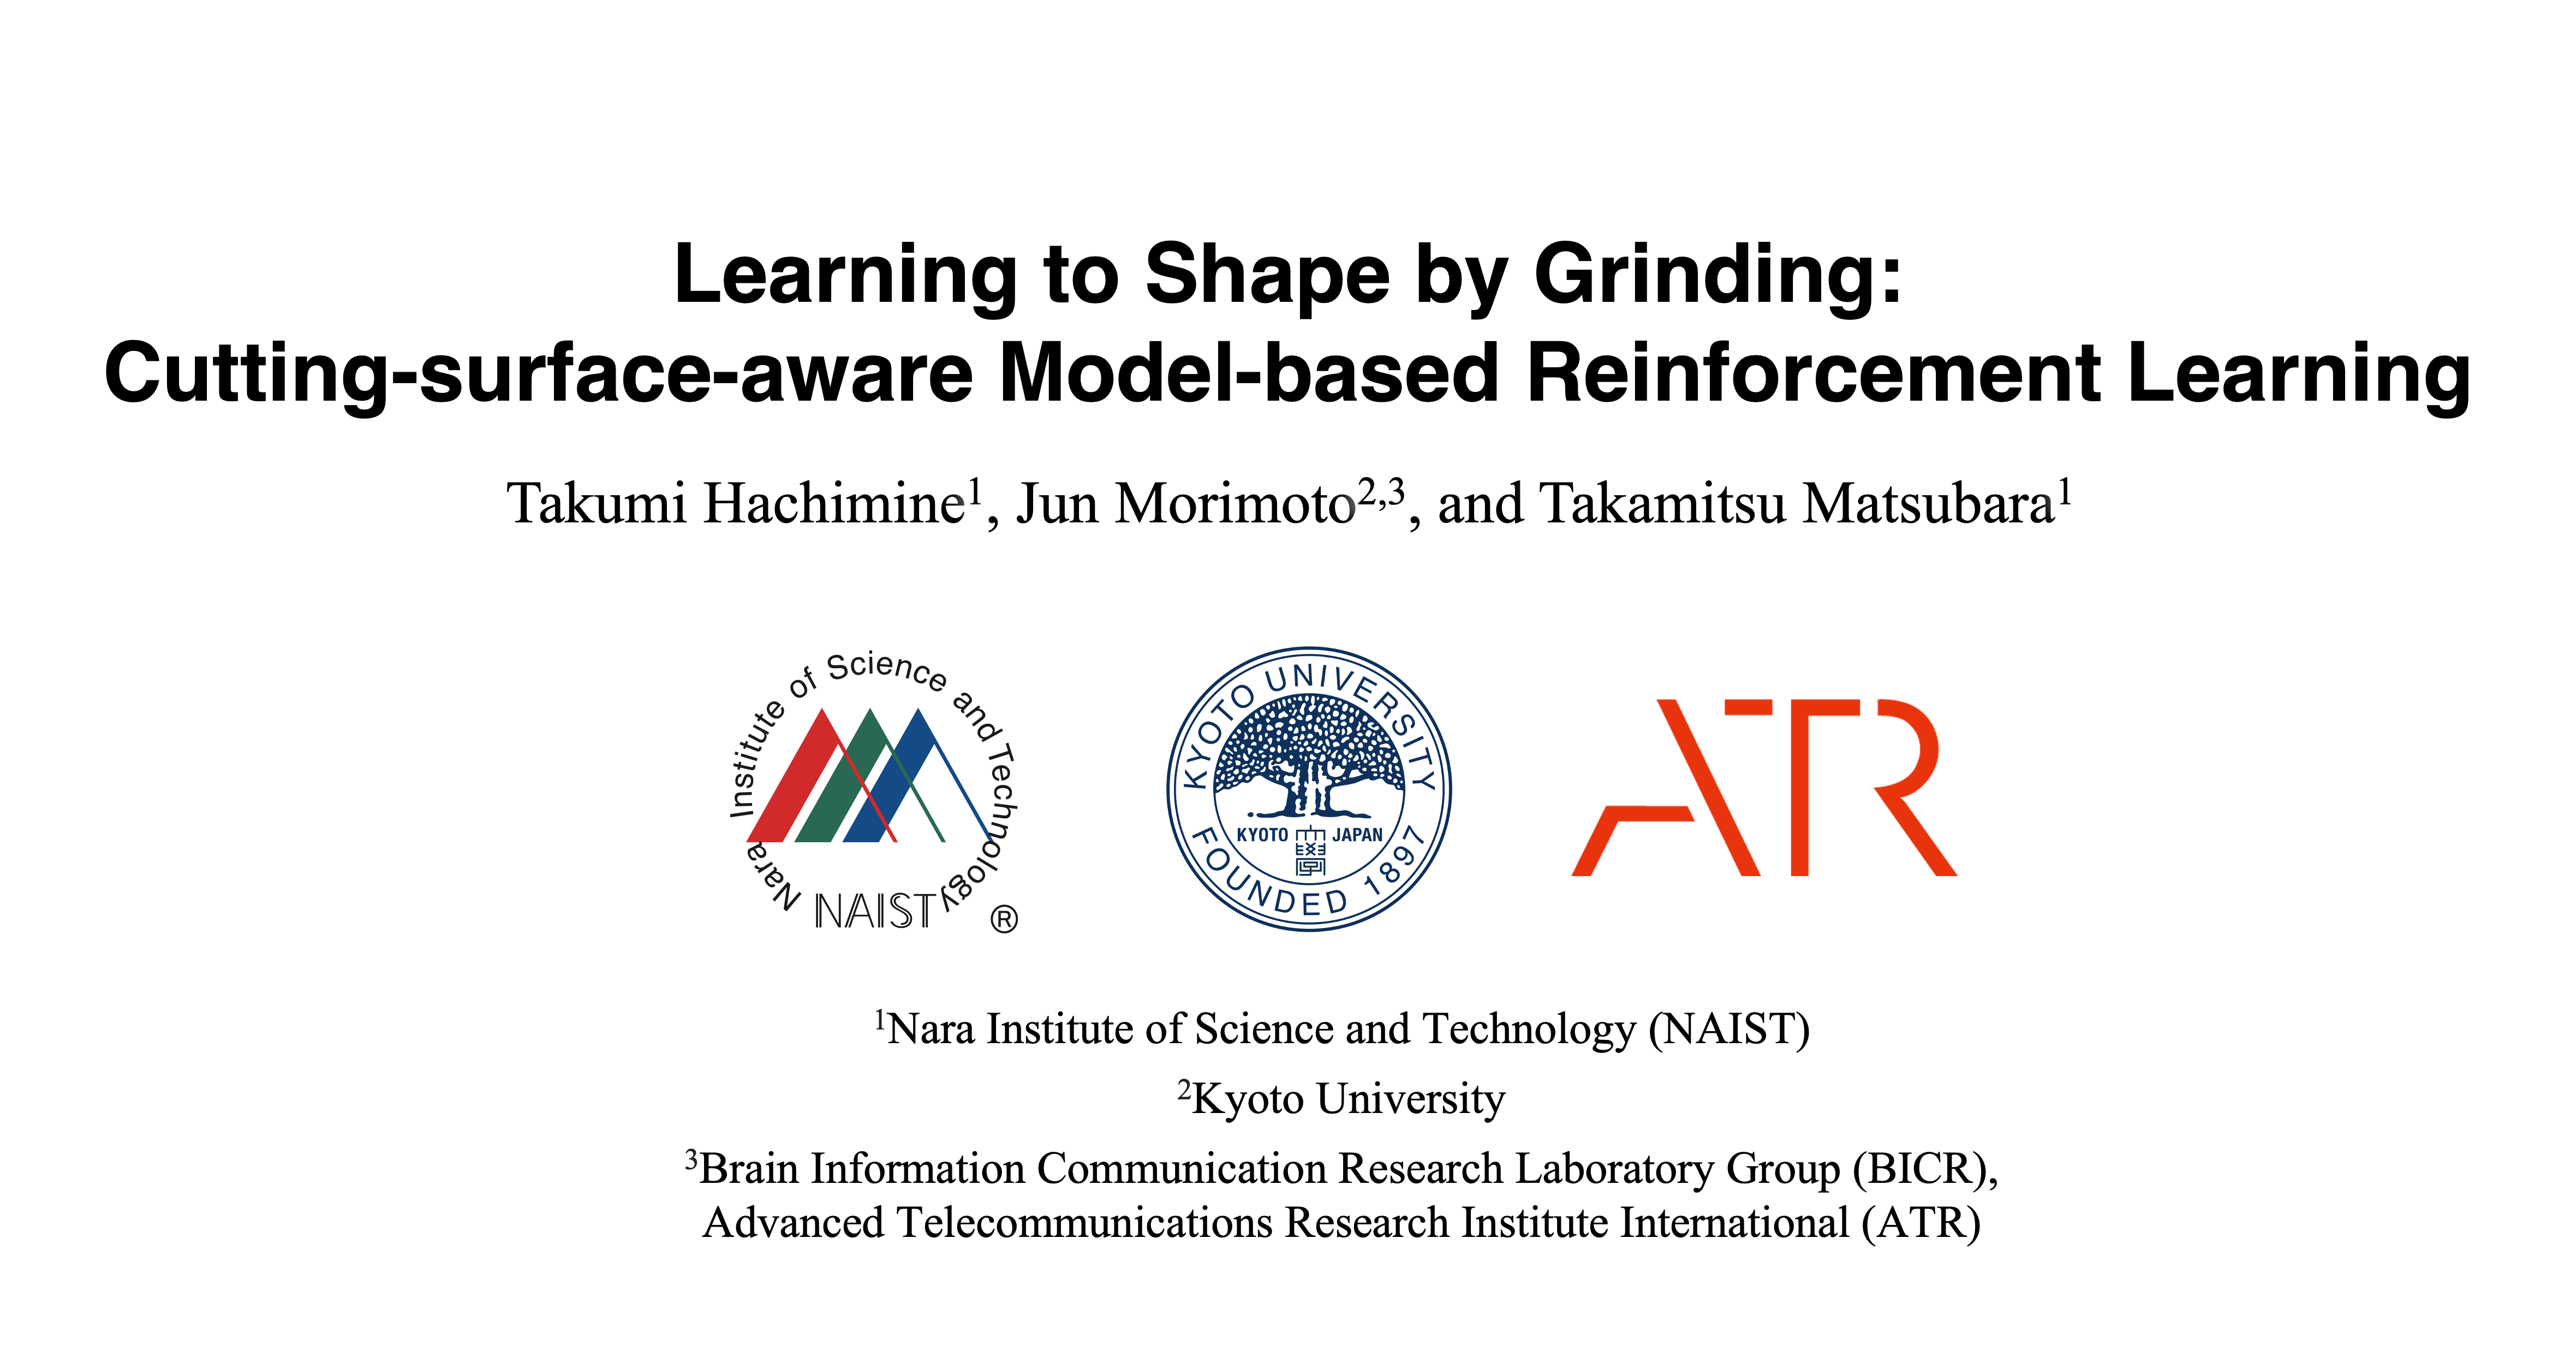 Learning to Shape by Grinding:
Cutting-surface-aware Model-based Reinforcement Learning
Takumi Hachimine1, Jun Morimoto2,3, and Takamitsu Matsubara1
Nara Institute of Science and Technology
NAIST ®
KYOTO UNIVERSITY
KYOTO JAPAN
FOUNDED 1897
ATR
1Nara Institute of Science and Technology (NAIST)
2Kyoto University
3Brain Information Communication Research Laboratory Group (BICR),
Advanced Telecommunications Research Institute International (ATR)